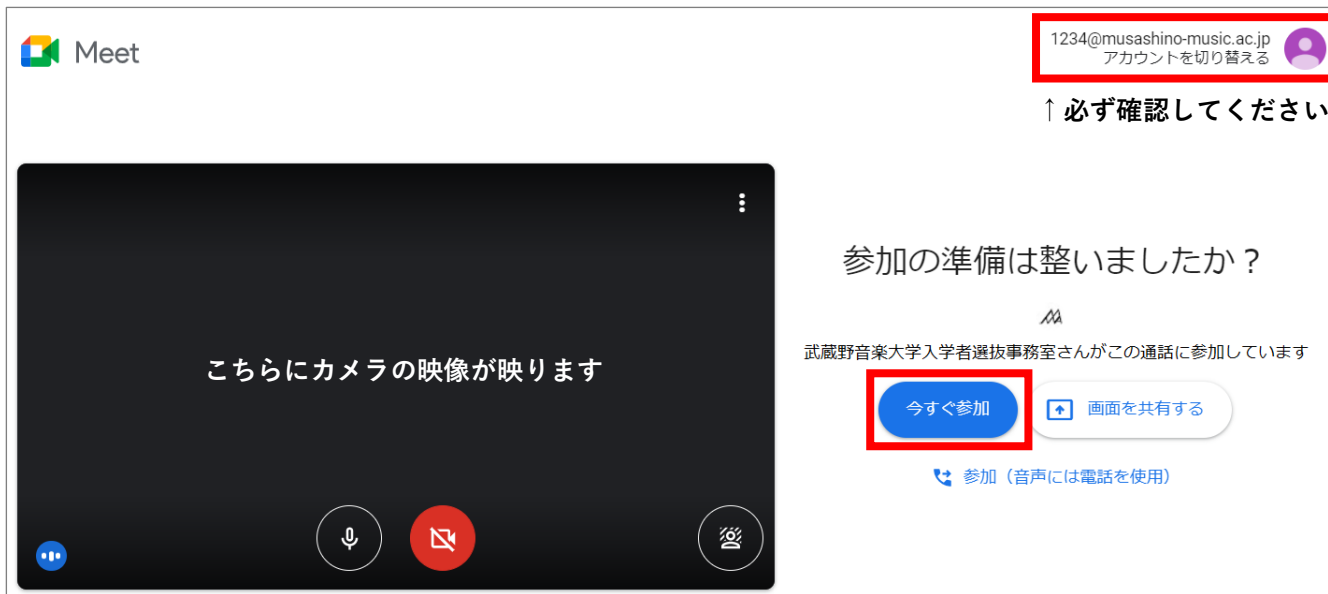 Meet
1234@musashino-music.ac.jp
アカウントを切り替える
↑必ず確認してください
こちらにカメラの映像が映ります
参加の準備は整いましたか？
武蔵野音楽大学入学者選抜事務室さんがこの通話に参加しています
今すぐ参加
画面を共有する
参加（音声には電話を使用）